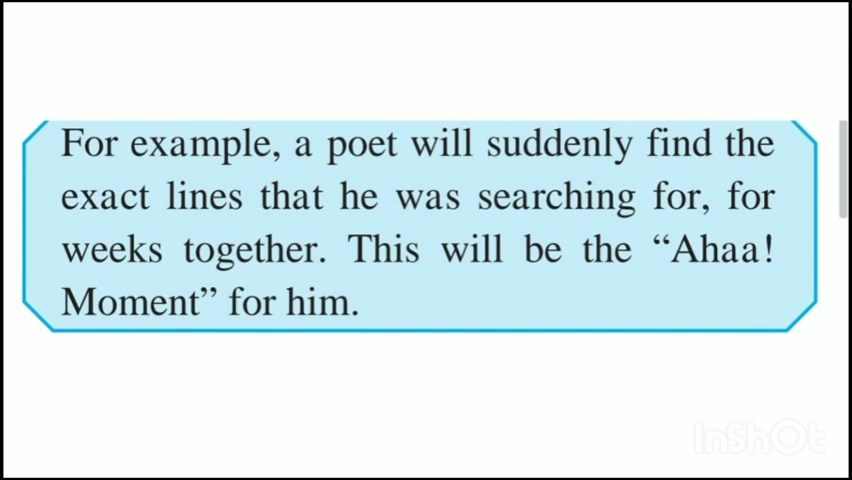 For example, a poet will suddenly find the
exact lines that he was searching for, for
weeks together. This will be the “Ahaa!
Moment” for him.
InShOt